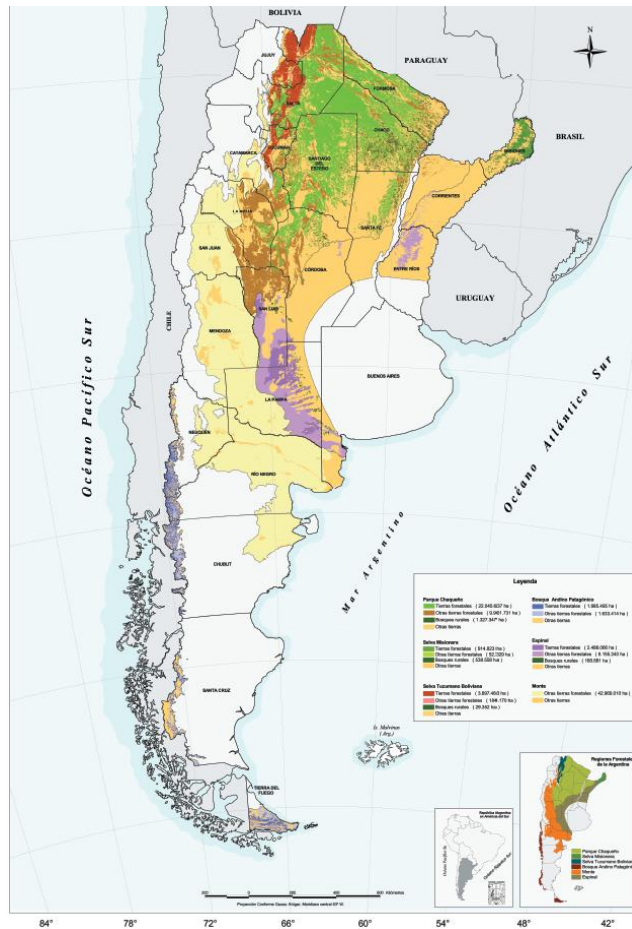 BOLIVIA
N
PARAGUAY
JUJUY
SALTA
FORMOSA
CHACO
BRASIL
CATAMARCA
TUCUMAN
SANTIAGO
DEL
ESTERO
MISIONES
CORRIENTES
LA RIOJA
SANTA FE
SAN JUAN
CÓRDOBA
ENTRE RÍOS
SAN LUIS
URUGUAY
CHILE
MENDOZA
BUENOS AIRES
LA PAMPA
NEUQUÉN
RÍO NEGRO
CHUBUT
SANTA CRUZ
TIERRA DEL
FUEGO
Océano Pacífico Sur
Océano Atlántico Sur
Mar Argentino
Is. Malvinas
(Arg.)
Leyenda
Parque Chaqueño
Tierras forestales
Otras tierras forestales
Bosques rurales
Otras tierras
Selva Misionera
Tierras forestales
Otras tierras forestales
Bosques rurales
Otras tierras
Selva Tucumano Boliviana
Tierras forestales
Otras tierras forestales
Bosques rurales
Otras tierras
Bosque Andino Patagónico
Tierras forestales
Otras tierras forestales
Otras tierras
Espinal
Tierras forestales
Otras tierras forestales
Bosques rurales
Otras tierras
Monte
Otras tierras forestales
Otras tierras
República Argentina
en América del Sur
Regiones Forestales
de la Argentina
Parque Chaqueño
Selva Misionera
Selva Tucumano Boliviana
Bosque Andino Patagónico
Monte
Espinal
84° 78° 72° 66° 60° 54° 48° 42°